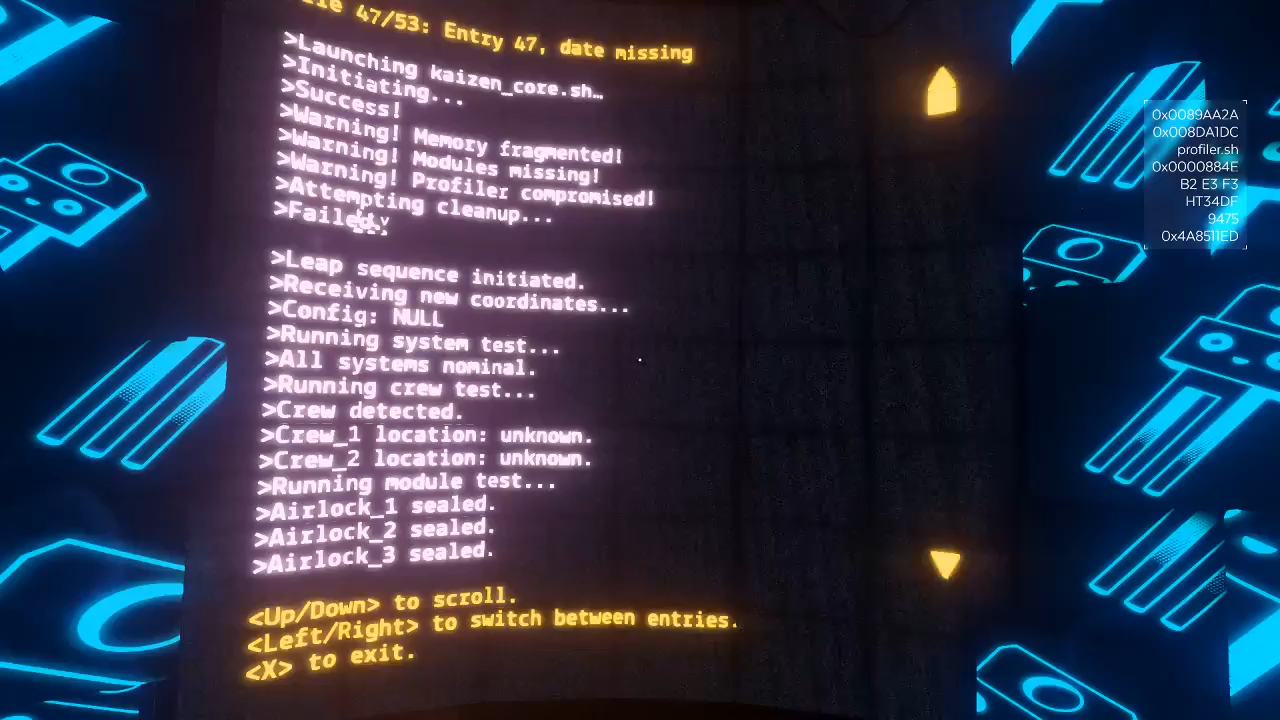 47/53: Entry 47, date missing
>Launching kaizen_core.sh…
>Initiating...
>Success!
>Warning! Memory fragmented!
>Warning! Modules missing!
>Warning! Profiler compromised!
>Attempting cleanup...
>Failed.
>Leap sequence initiated.
>Receiving new coordinates...
>Config: NULL
>Running system test...
>All systems nominal.
>Running crew test...
>Crew detected.
>Crew_1 location: unknown.
>Crew_2 location: unknown.
>Running module test...
>Airlock_1 sealed.
>Airlock_2 sealed.
>Airlock_3 sealed.
<Up/Down> to scroll.
<Left/Right> to switch between entries.
<X> to exit.
0x0089AA2A
0x008DA1DC
profiler.sh
0x0000884E
B2 E3 F3
HT34DF
9475
0x4A8511ED